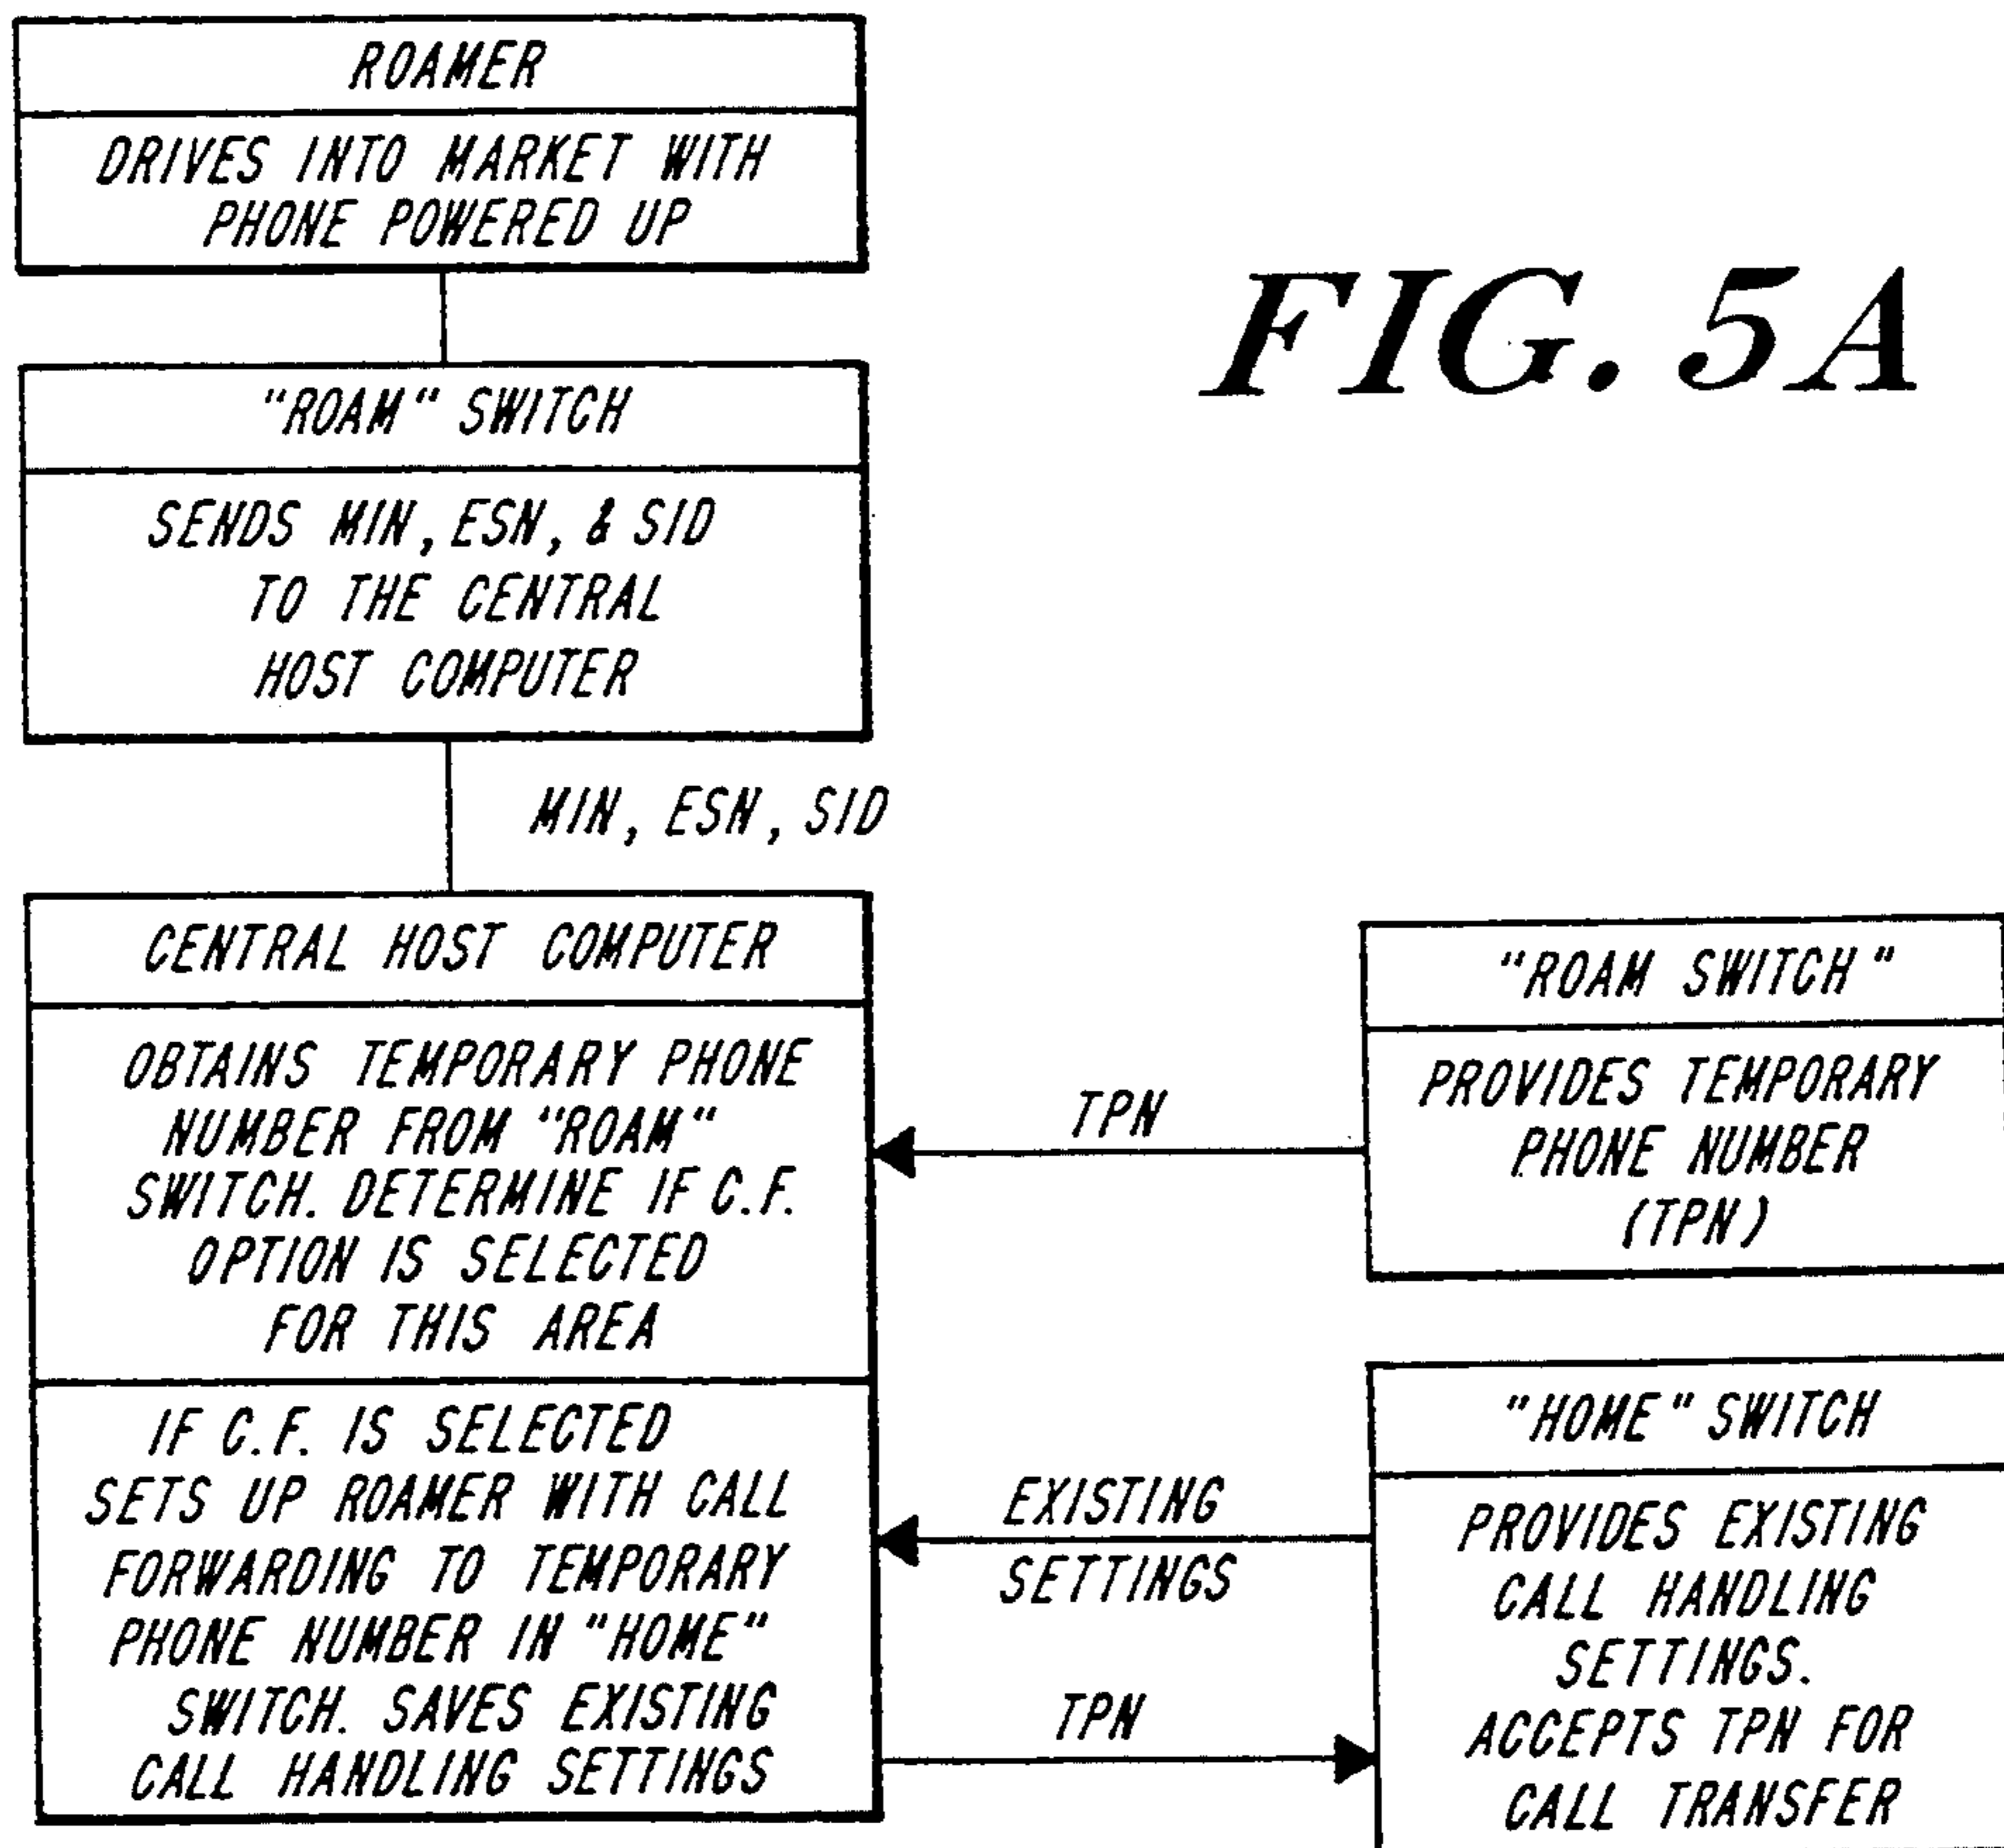 ROAMER
DRIVES INTO MARKET WITH
PHONE POWERED UP
FIG. 5A
"ROAM" SWITCH
SENDS MIN, ESN, & SID
TO THE CENTRAL
HOST COMPUTER
MIN, ESN, SID
CENTRAL HOST COMPUTER
OBTAINS TEMPORARY PHONE
NUMBER FROM "ROAM"
SWITCH. DETERMINE IF C.F.
OPTION IS SELECTED
FOR THIS AREA
TPN
"ROAM SWITCH"
PROVIDES TEMPORARY
PHONE NUMBER
(TPN)
IF C.F. IS SELECTED
SETS UP ROAMER WITH CALL
FORWARDING TO TEMPORARY
PHONE NUMBER IN "HOME"
SWITCH. SAVES EXISTING
CALL HANDLING SETTINGS
EXISTING
SETTINGS
TPN
"HOME" SWITCH
PROVIDES EXISTING
CALL HANDLING
SETTINGS.
ACCEPTS TPN FOR
CALL TRANSFER